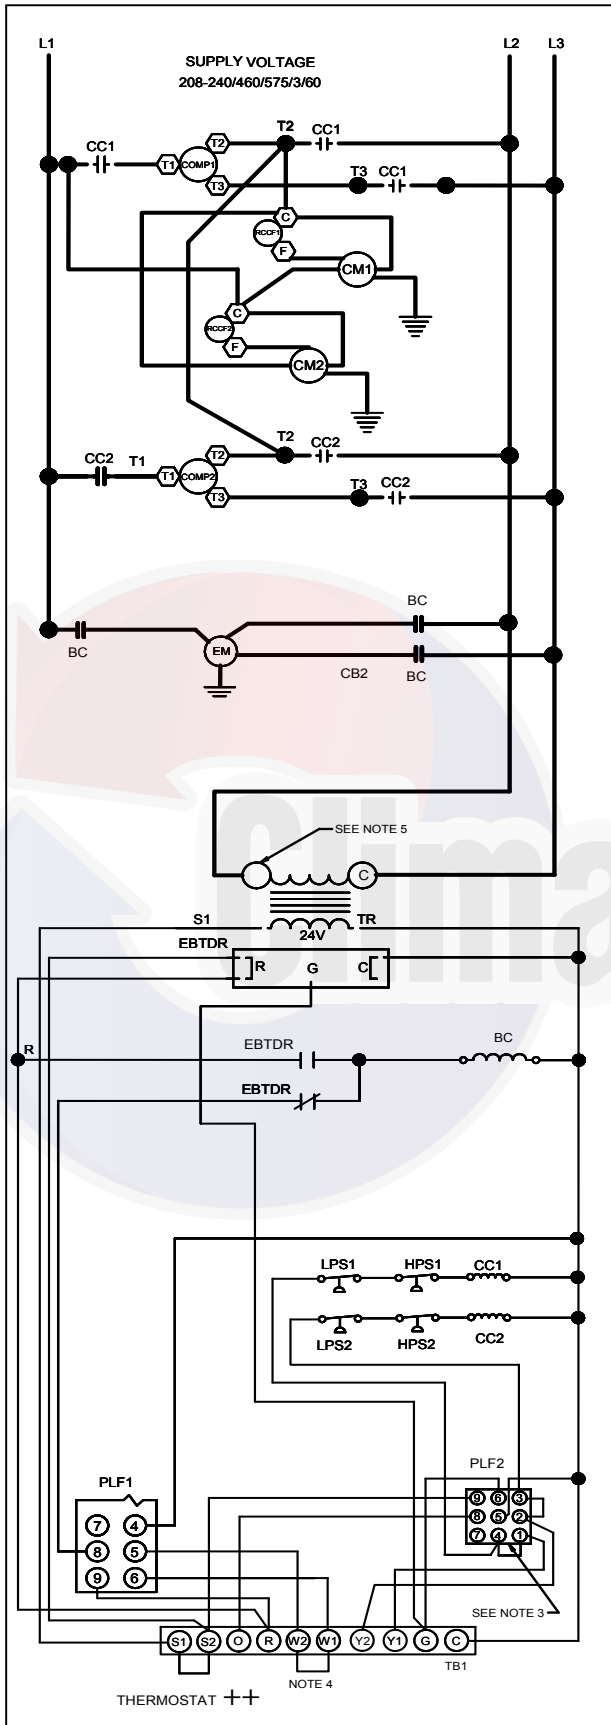 L1 L2 L3
SUPPLY VOLTAGE
208-240/460/575/3/60
T2
CC1 CC1
T1 COMP1 T2
T3 T3 CC1
C
RCCF1
F
CM1
C
RCCF2
F
CM2
T2
CC2 T1 CC2
T1 COMP2 T2
T3 T3 CC2
BC
BC EM
CB2 BC
Clima
SEE NOTE 5
C
S1 TR
24V
EBTDR
R G C
R EBTDR BC
EBTDR
LPS1 HPS1 CC1
LPS2 HPS2 CC2
PLF1 PLF2
7 4
8 5
9 6
9 6 3
8 5 2
7 4 1
SEE NOTE 3
S1 S2 O R W2 W1 Y2 Y1 G C
TB1
NOTE 4
THERMOSTAT ++